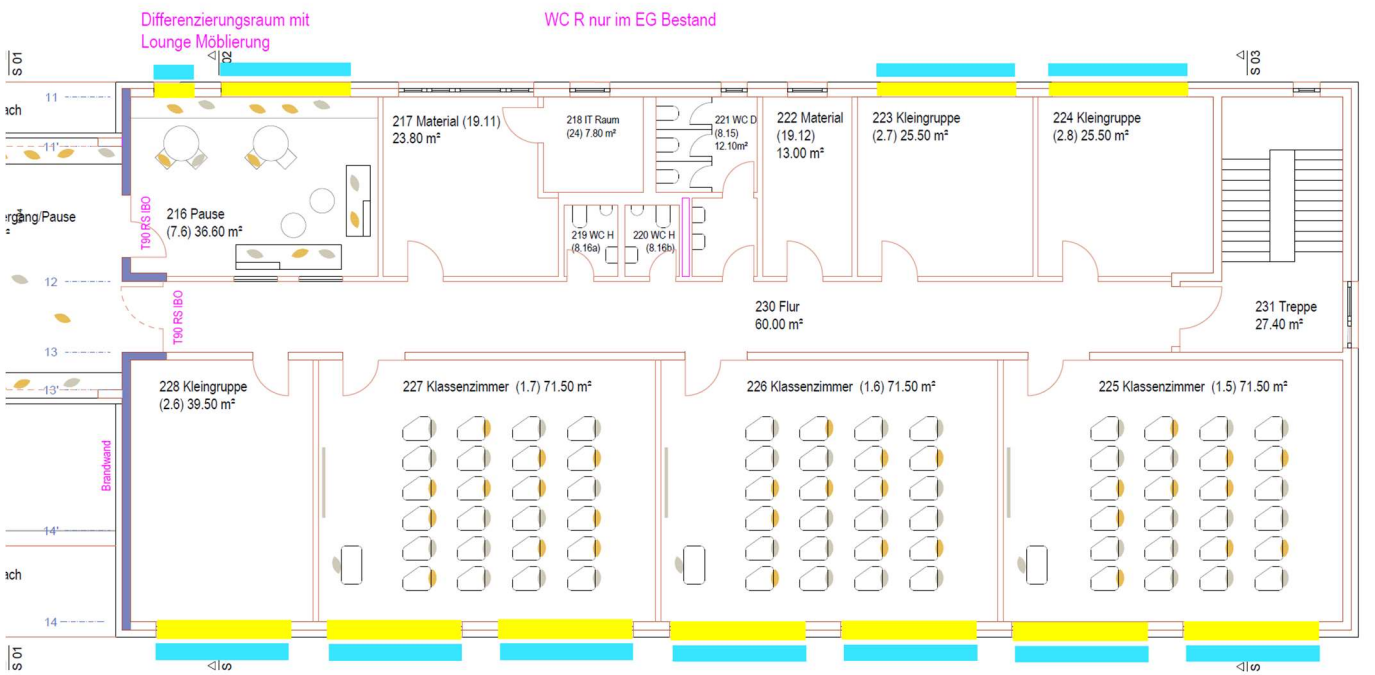 Differenzierungsraum mit
Lounge Möblierung
WC R nur im EG Bestand
S 01
02
S 03
11
ach
11'
217 Material (19.11)
23.80 m²
218 IT Raum
(24) 7.80 m²
221 WC D
(8.15)
12.10m²
222 Material
(19.12)
13.00 m²
223 Kleingruppe
(2.7) 25.50 m²
224 Kleingruppe
(2.8) 25.50 m²
ergang/Pause
T90 RS IBO
216 Pause
(7.6) 36.60 m²
219 WC H
(8.16a)
220 WC H
(8.16b)
12
T90 RS IBO
230 Flur
60.00 m²
231 Treppe
27.40 m²
13
13'
228 Kleingruppe
(2.6) 39.50 m²
227 Klassenzimmer (1.7) 71.50 m²
226 Klassenzimmer (1.6) 71.50 m²
225 Klassenzimmer (1.5) 71.50 m²
Brandwand
14'
ach
14
S 01
S
S